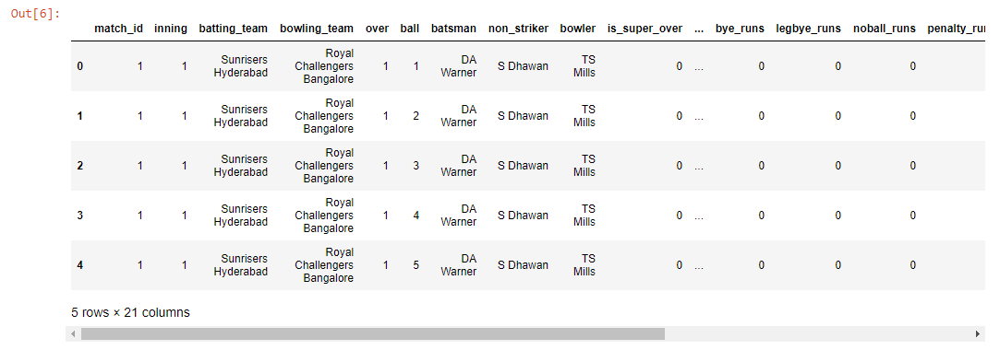 Out[6]:
match_id inning batting_team bowling_team over ball batsman non_striker bowler is_super_over ... bye_runs legbye_runs noball_runs penalty_ru
0 1 1 Sunrisers Hyderabad Royal Challengers Bangalore 1 1 DA Warner S Dhawan TS Mills 0 ... 0 0 0
1 1 1 Sunrisers Hyderabad Royal Challengers Bangalore 1 2 DA Warner S Dhawan TS Mills 0 ... 0 0 0
2 1 1 Sunrisers Hyderabad Royal Challengers Bangalore 1 3 DA Warner S Dhawan TS Mills 0 ... 0 0 0
3 1 1 Sunrisers Hyderabad Royal Challengers Bangalore 1 4 DA Warner S Dhawan TS Mills 0 ... 0 0 0
4 1 1 Sunrisers Hyderabad Royal Challengers Bangalore 1 5 DA Warner S Dhawan TS Mills 0 ... 0 0 0
5 rows × 21 columns